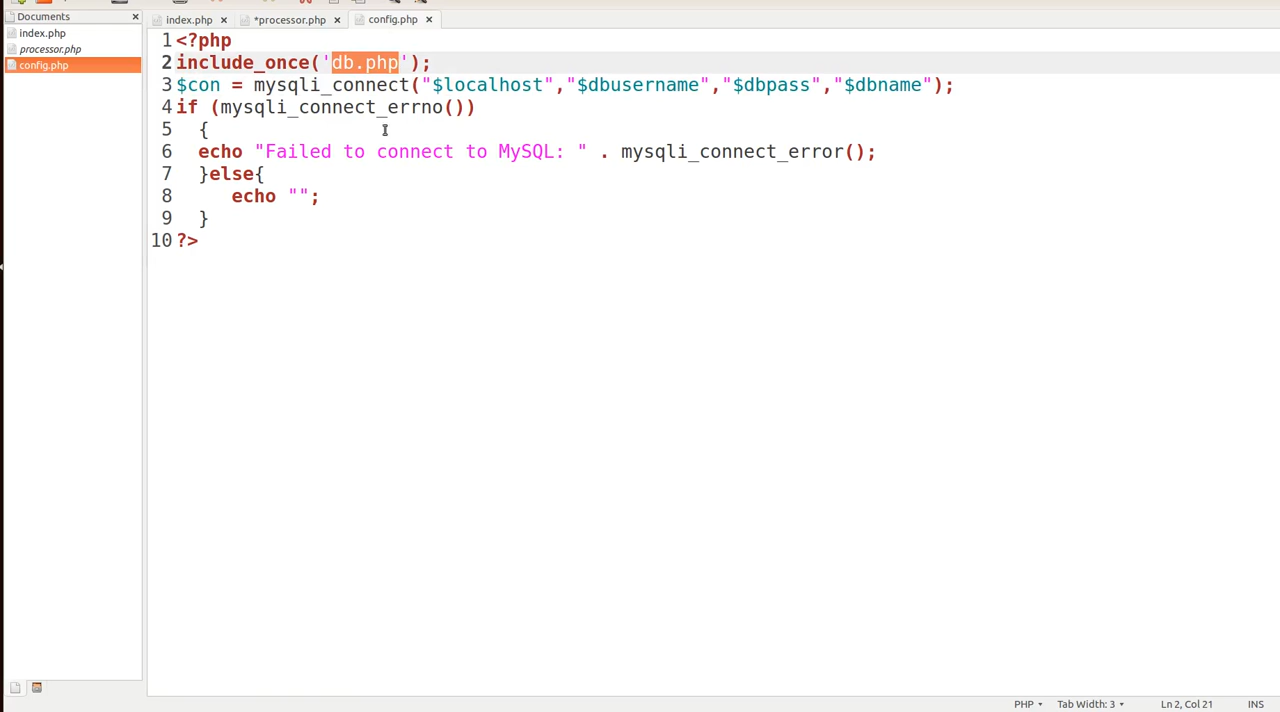 Documents
index.php
*processor.php
config.php
index.php
processor.php
config.php
1 <?php
2 include_once('db.php');
3 $con = mysqli_connect("$localhost","$dbusername","$dbpass","$dbname");
4 if (mysqli_connect_errno())
5 {
6 echo "Failed to connect to MySQL: " . mysqli_connect_error();
7 }else{
8 echo "";
9 }
10 ?>
PHP Tab Width: 3 Ln 2, Col 21 INS